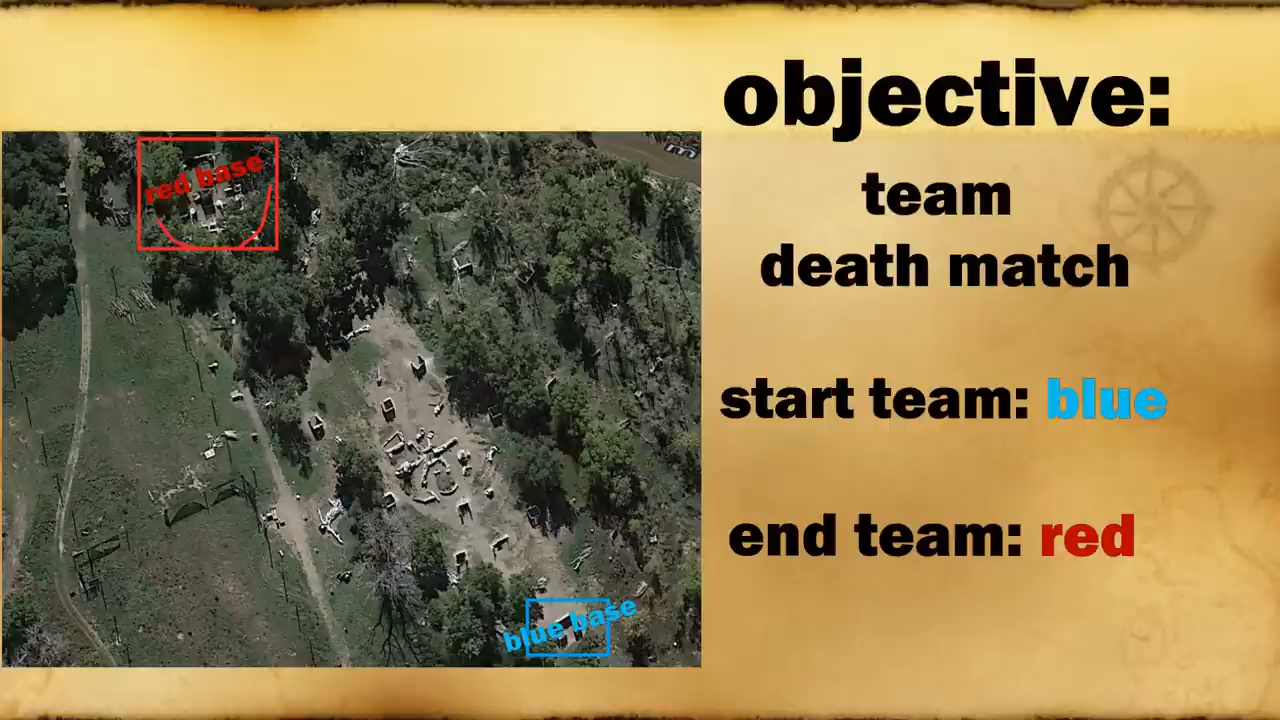 objective:
team
death match
start team: blue
end team: red
red base
blue base